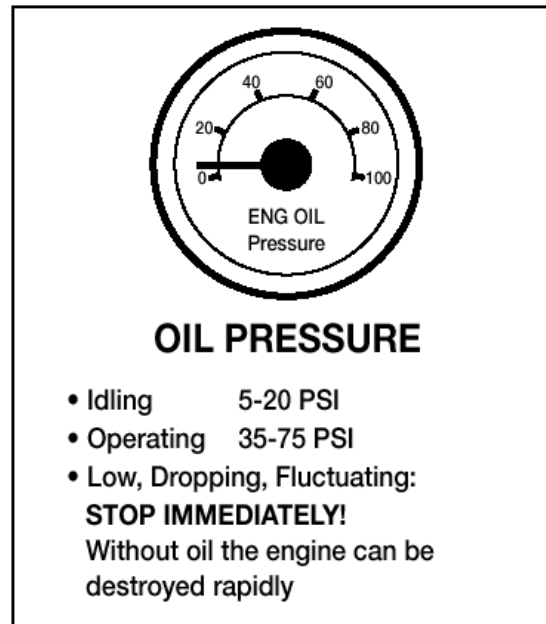 40 60
20 80
0 100
ENG OIL
Pressure
OIL PRESSURE
• Idling 5-20 PSI
• Operating 35-75 PSI
• Low, Dropping, Fluctuating:
STOP IMMEDIATELY!
Without oil the engine can be
destroyed rapidly